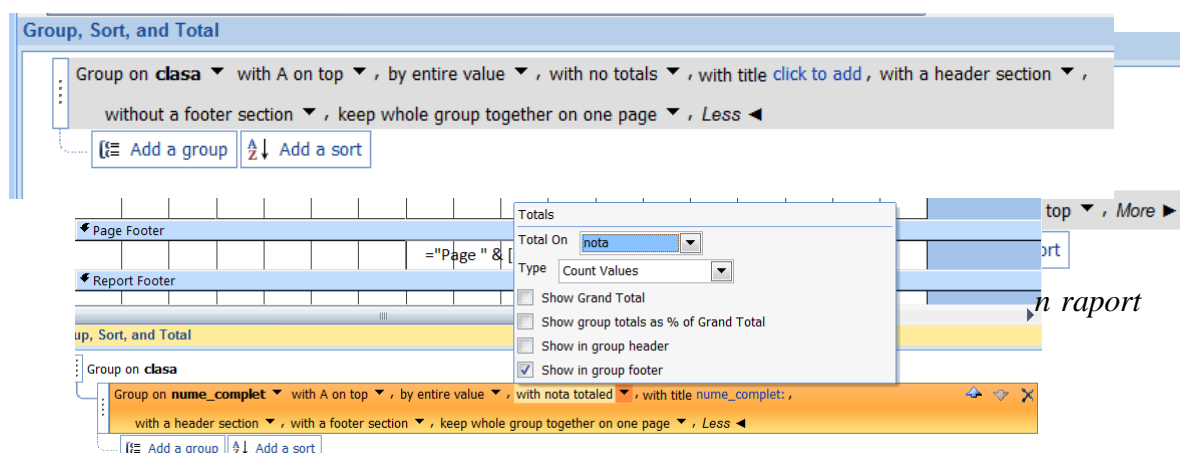 Group, Sort, and Total
Group on clasa ▼ with A on top ▼ , by entire value ▼ , with no totals ▼ , with title click to add , with a header section ▼ ,
without a footer section ▼ , keep whole group together on one page ▼ , Less ◄
Add a group Add a sort
top ▼ , More ►
Page Footer
="Page " & [
Report Footer
Totals
Total On nota
Type Count Values
Show Grand Total
Show group totals as % of Grand Total
Show in group header
Show in group footer
n raport
up, Sort, and Total
Group on clasa
Group on nume_complet ▼ with A on top ▼ , by entire value ▼ , with nota totaled ▼ , with title nume_complet: ,
with a header section ▼ , with a footer section ▼ , keep whole group together on one page ▼ , Less ◄
Add a group Add a sort